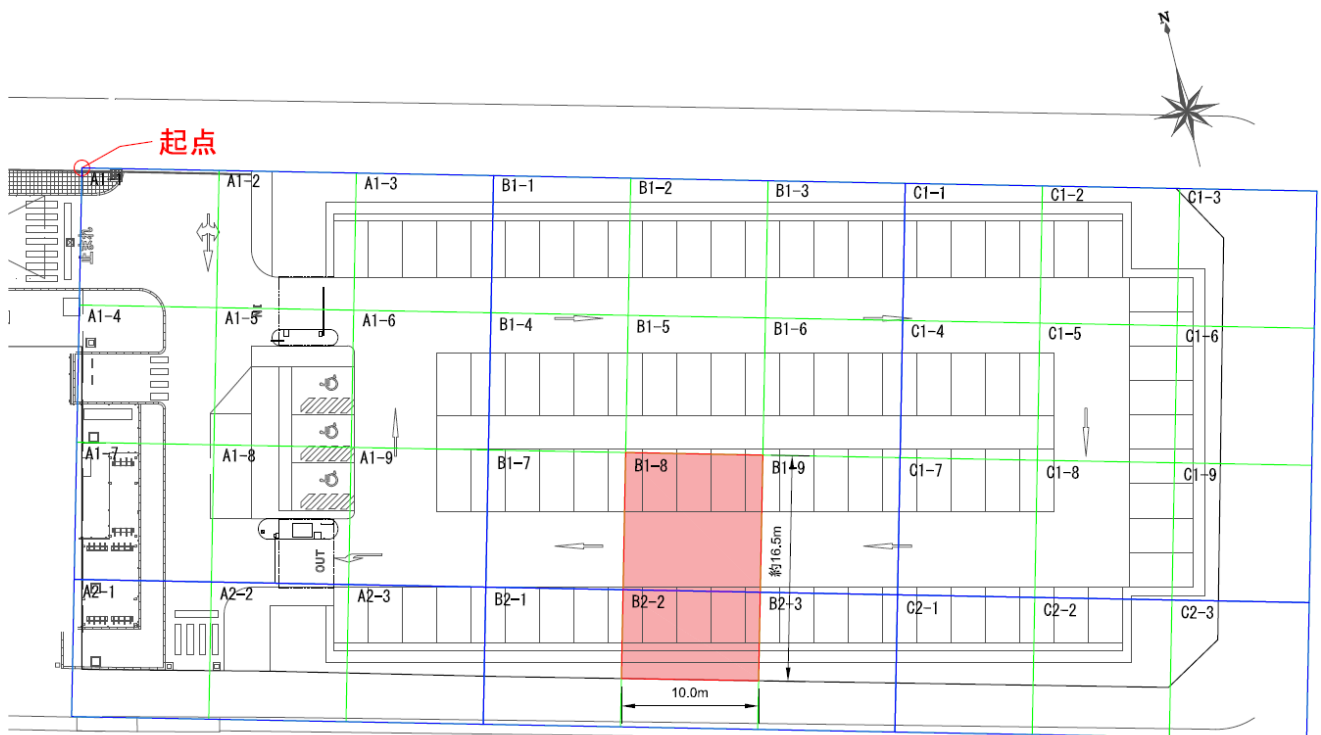 N
起点
A1-1
A1-2
A1-3
B1-1
B1-2
B1-3
C1-1
C1-2
C1-3
A1-4
A1-5
A1-6
B1-4
B1-5
B1-6
C1-4
C1-5
C1-6
IN
A1-7
A1-8
A1-9
B1-7
B1-8
B1-9
C1-7
C1-8
C1-9
約16.5m
OUT
A2-1
A2-2
A2-3
B2-1
B2-2
B2-3
C2-1
C2-2
C2-3
10.0m